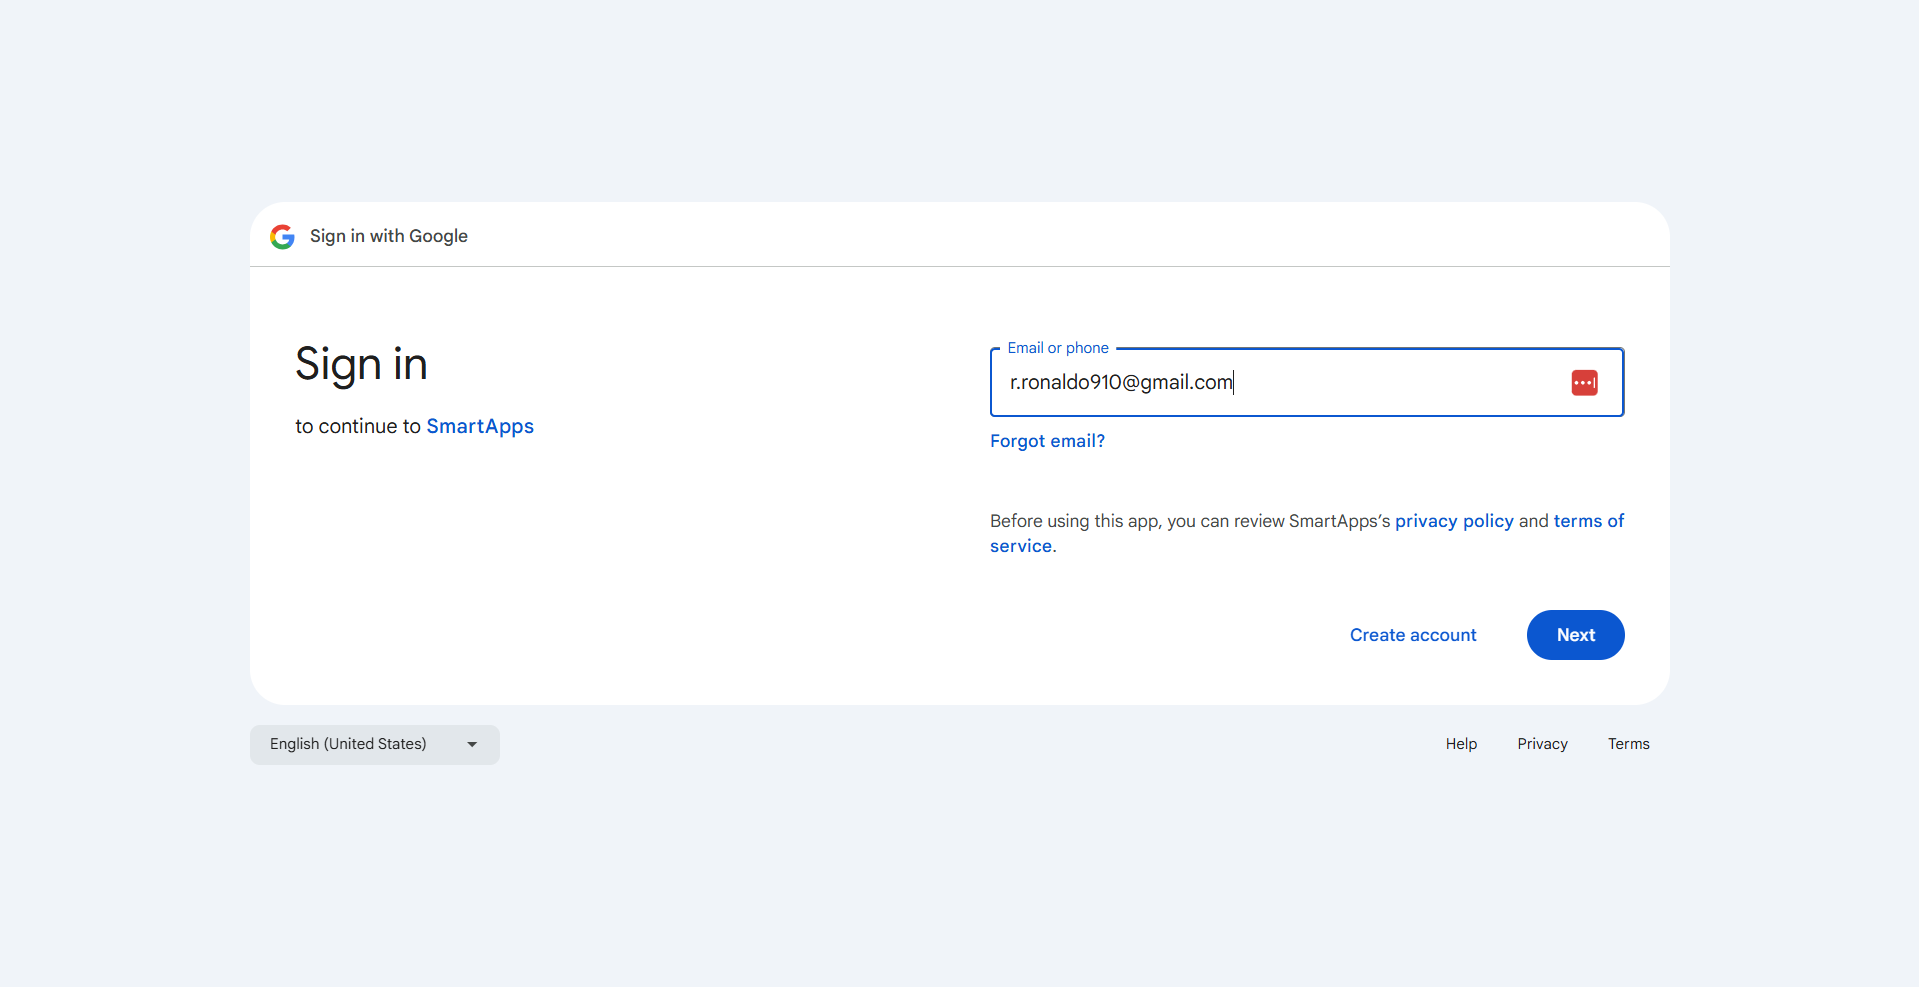 Sign in with Google
Sign in
to continue to SmartApps
Email or phone
r.ronaldo910@gmail.com
Forgot email?
Before using this app, you can review SmartApps’s privacy policy and terms of
service.
Create account
Next
English (United States)
Help
Privacy
Terms